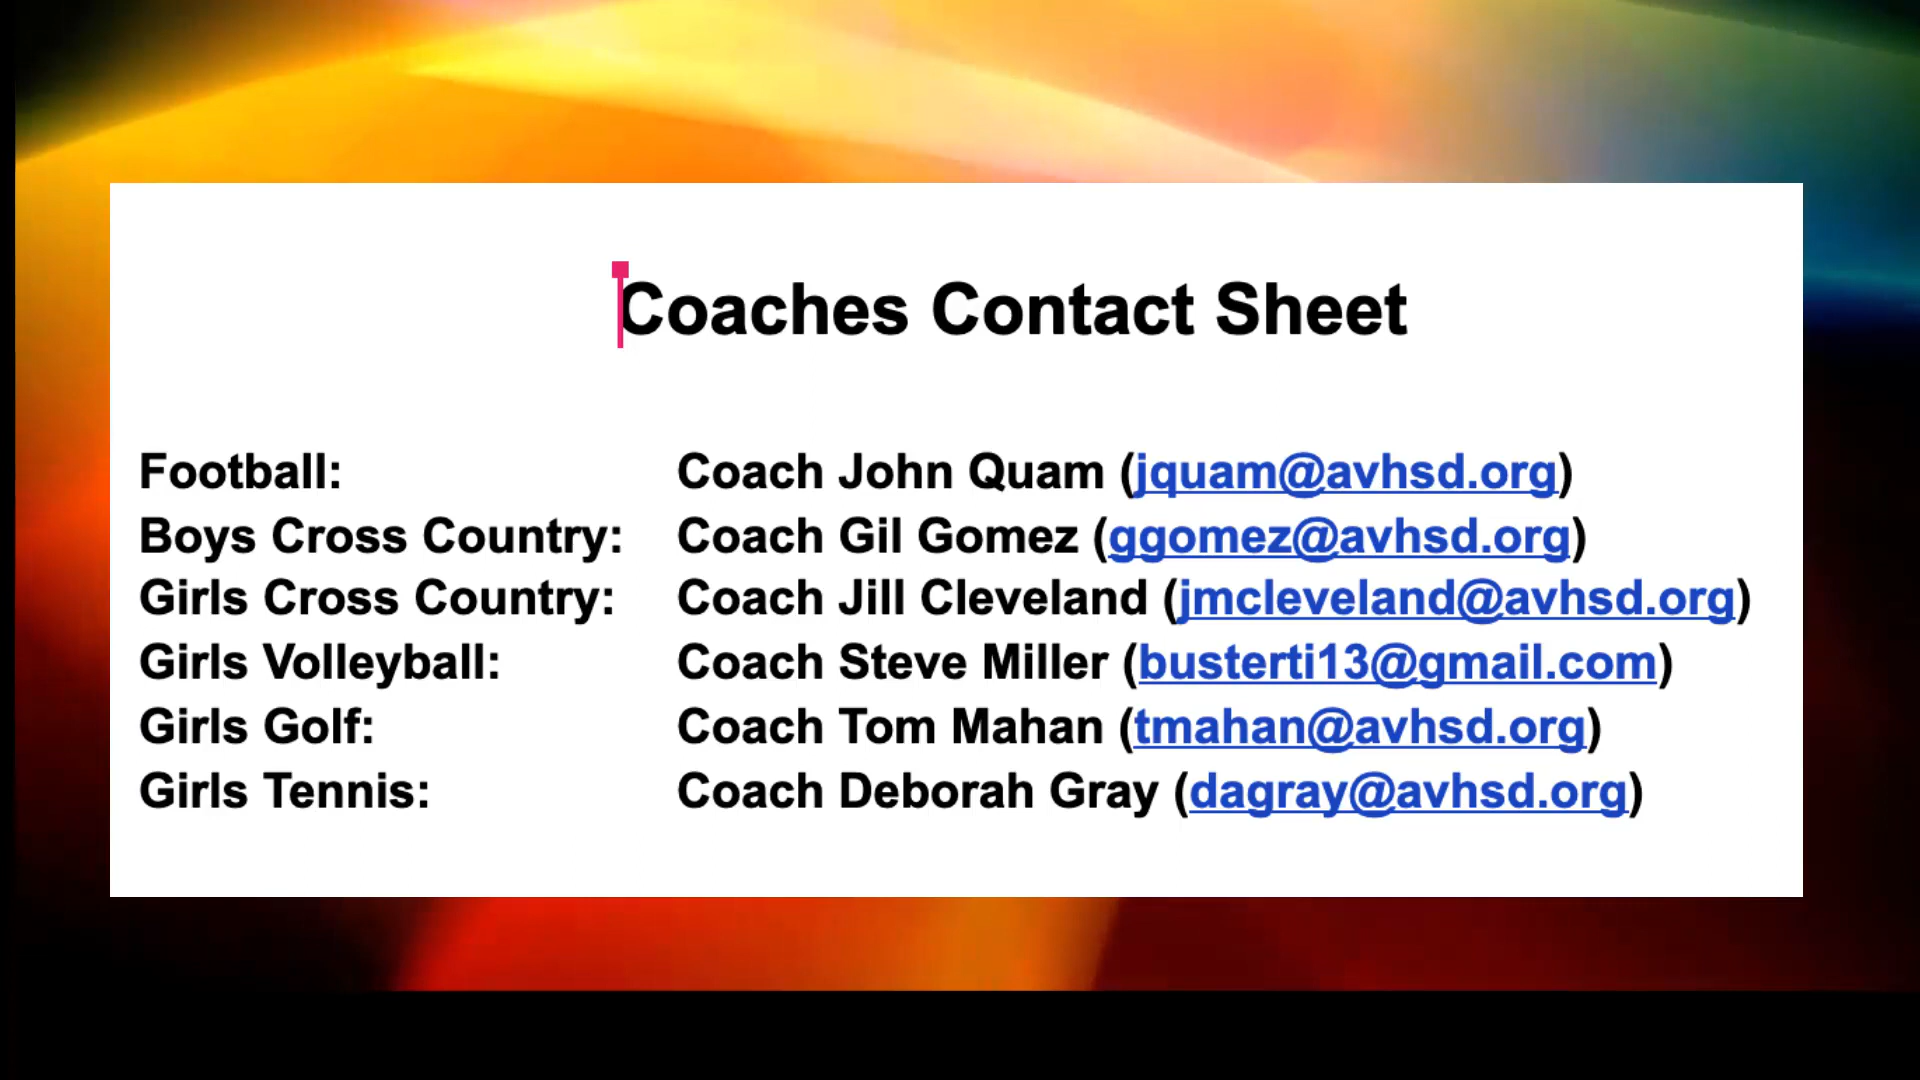 Coaches Contact Sheet
Football: Coach John Quam (jquam@avhsd.org)
Boys Cross Country: Coach Gil Gomez (ggomez@avhsd.org)
Girls Cross Country: Coach Jill Cleveland (jmcleveland@avhsd.org)
Girls Volleyball: Coach Steve Miller (busterti13@gmail.com)
Girls Golf: Coach Tom Mahan (tmahan@avhsd.org)
Girls Tennis: Coach Deborah Gray (dagray@avhsd.org)